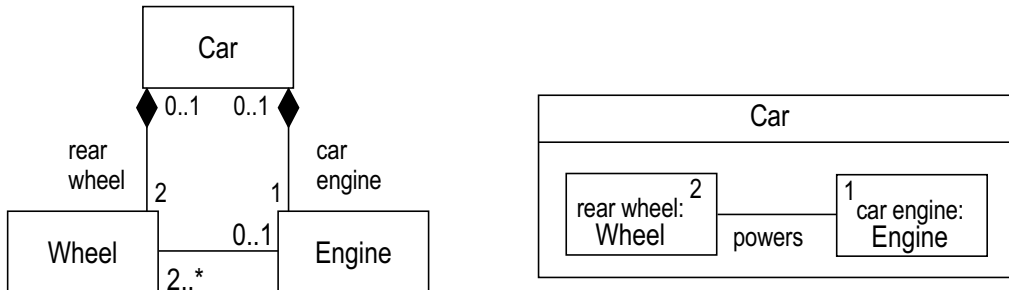 Car
0..1 0..1
rear
wheel
car
engine
2
1
Wheel
0..1
2..*
Engine
Car
rear wheel: 2
Wheel
powers
1
car engine:
Engine